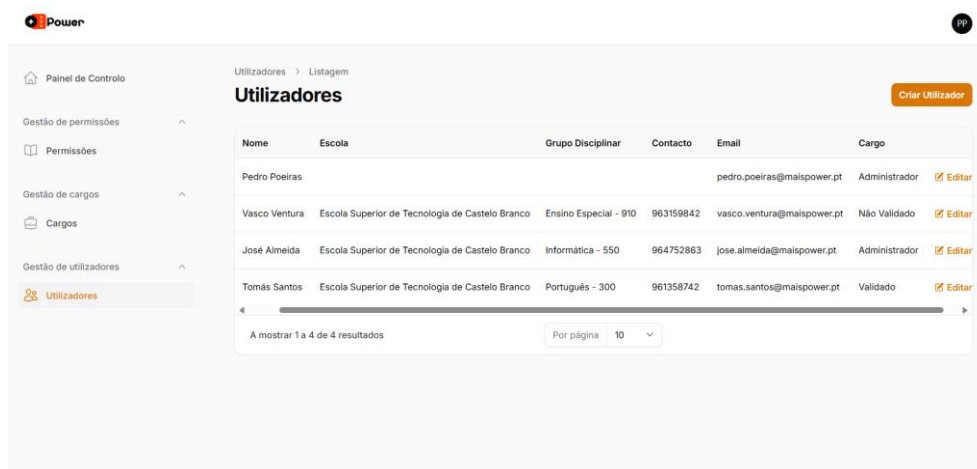 Power
PP
Painel de Controlo
Gestão de permissões
Permissões
Gestão de cargos
Cargos
Gestão de utilizadores
Utilizadores
Utilizadores > Listagem
Utilizadores
Criar Utilizador
Nome Escola Grupo Disciplinar Contacto Email Cargo
Pedro Poeiras pedro.poeiras@maispower.pt Administrador Editar
Vasco Ventura Escola Superior de Tecnologia de Castelo Branco Ensino Especial - 910 963159842 vasco.ventura@maispower.pt Não Validado Editar
José Almeida Escola Superior de Tecnologia de Castelo Branco Informática - 550 964752863 jose.almeida@maispower.pt Administrador Editar
Tomás Santos Escola Superior de Tecnologia de Castelo Branco Português - 300 961358742 tomas.santos@maispower.pt Validado Editar
A mostrar 1 a 4 de 4 resultados
Por página 10